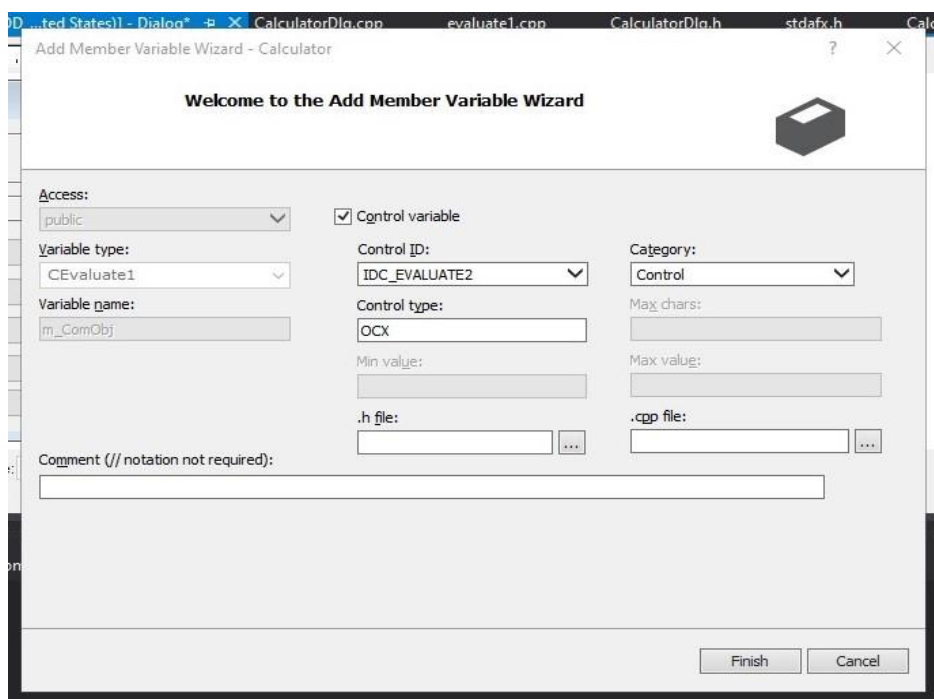 DD ...ted States)] - Dialog* CalculatorDlg.cpp evaluate1.cpp CalculatorDlg.h stdafx.h Calc
Add Member Variable Wizard - Calculator ?
Welcome to the Add Member Variable Wizard
Access:
public
Control variable
Variable type:
Control ID:
Category:
CEvaluate1
IDC_EVALUATE2
Control
Variable name:
Control type:
Max chars:
m_ComObj
OCX
Min value:
Max value:
.h file:
.cpp file:
...
...
Comment (// notation not required):
Finish Cancel